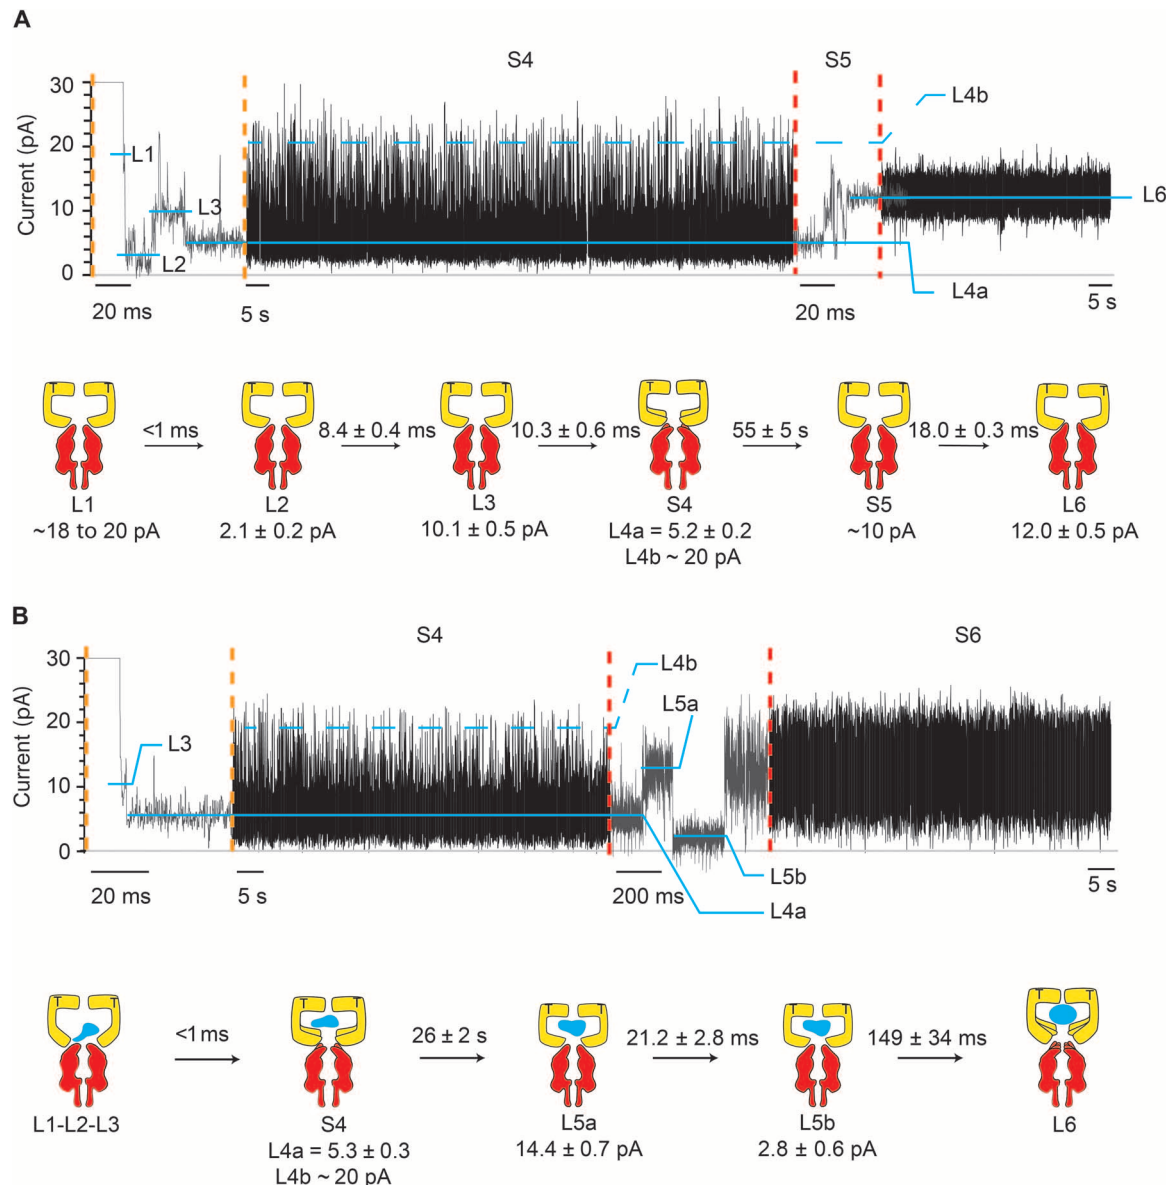 A
S4
S5
30
20
10
0
Current (pA)
L1
L2
L3
L4b
L6
L4a
20 ms
5 s
20 ms
5 s
T T T T T T T T T T T T
<1 ms
8.4 ± 0.4 ms
10.3 ± 0.6 ms
55 ± 5 s
18.0 ± 0.3 ms
L1
~18 to 20 pA
L2
2.1 ± 0.2 pA
L3
10.1 ± 0.5 pA
S4
L4a = 5.2 ± 0.2
L4b ~ 20 pA
S5
~10 pA
L6
12.0 ± 0.5 pA
B
S4
S6
30
20
10
0
Current (pA)
L3
L4b
L5a
L5b
L4a
20 ms
5 s
200 ms
5 s
T T T T T T T T T T
<1ms
26 ± 2 s
21.2 ± 2.8 ms
149 ± 34 ms
L1-L2-L3
S4
L4a = 5.3 ± 0.3
L4b ~ 20 pA
L5a
14.4 ± 0.7 pA
L5b
2.8 ± 0.6 pA
L6